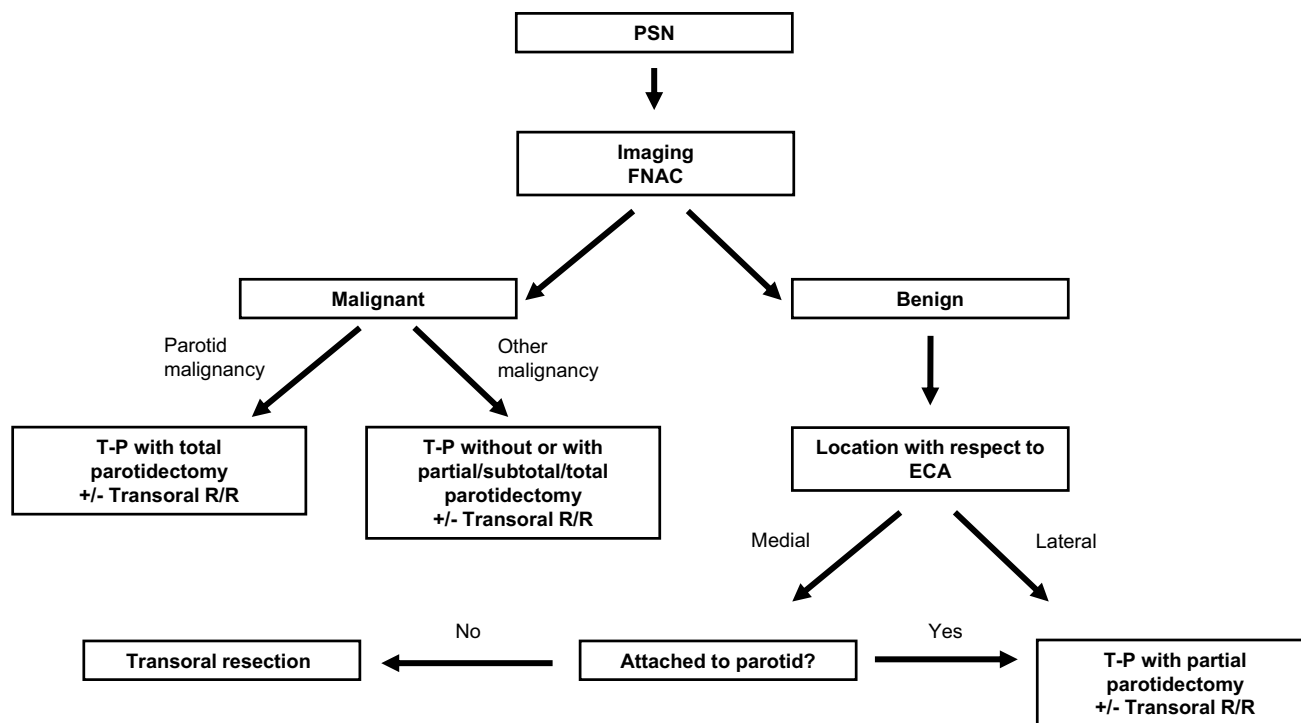 PSN
Imaging
FNAC
Malignant
Benign
Parotid
malignancy
Other
malignancy
T-P with total
parotidectomy
+/- Transoral R/R
T-P without or with
partial/subtotal/total
parotidectomy
+/- Transoral R/R
Location with respect to
ECA
Medial
Lateral
No
Yes
Transoral resection
Attached to parotid?
T-P with partial
parotidectomy
+/- Transoral R/R